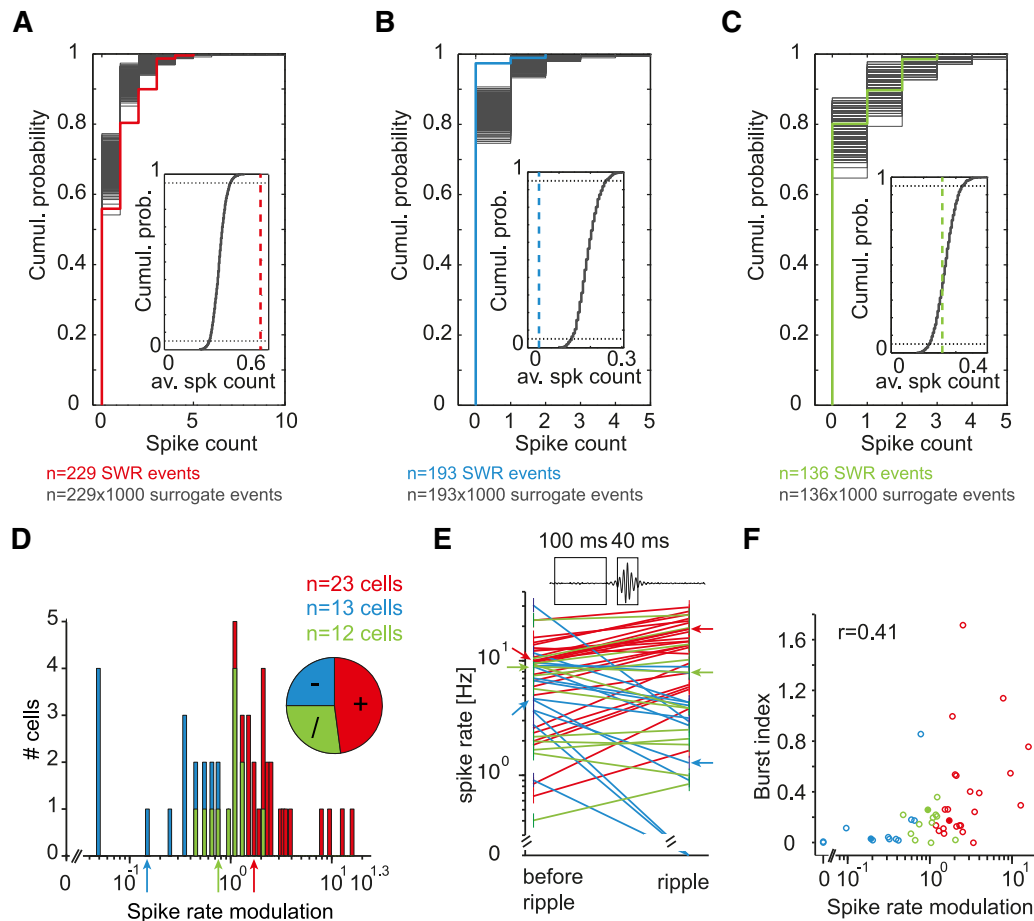 A
B
C
Cumul. probability
1
0.8
0.6
0.4
0.2
0
0
5
10
Spike count
Cumul. prob.
1
0
0
0.6
av. spk count
n=229 SWR events
n=229x1000 surrogate events
Cumul. probability
1
0.8
0.6
0.4
0.2
0
0
1
2
3
4
5
Spike count
Cumul. prob.
1
0
0
0.3
av. spk count
n=193 SWR events
n=193x1000 surrogate events
Cumul. probability
1
0.8
0.6
0.4
0.2
0
0
1
2
3
4
5
Spike count
Cumul. prob.
1
0
0
0.4
av. spk count
n=136 SWR events
n=136x1000 surrogate events
D
n=23 cells
n=13 cells
n=12 cells
- + /
# cells
5
4
3
2
1
0
0 // 10-1 100 10 101.3
Spike rate modulation
E
100 ms 40 ms
spike rate [Hz]
101
100
0
before
ripple
ripple
F
r=0.41
Burst index
1.6
1.2
0.8
0.4
0
0 // 10-1 100 10
Spike rate modulation